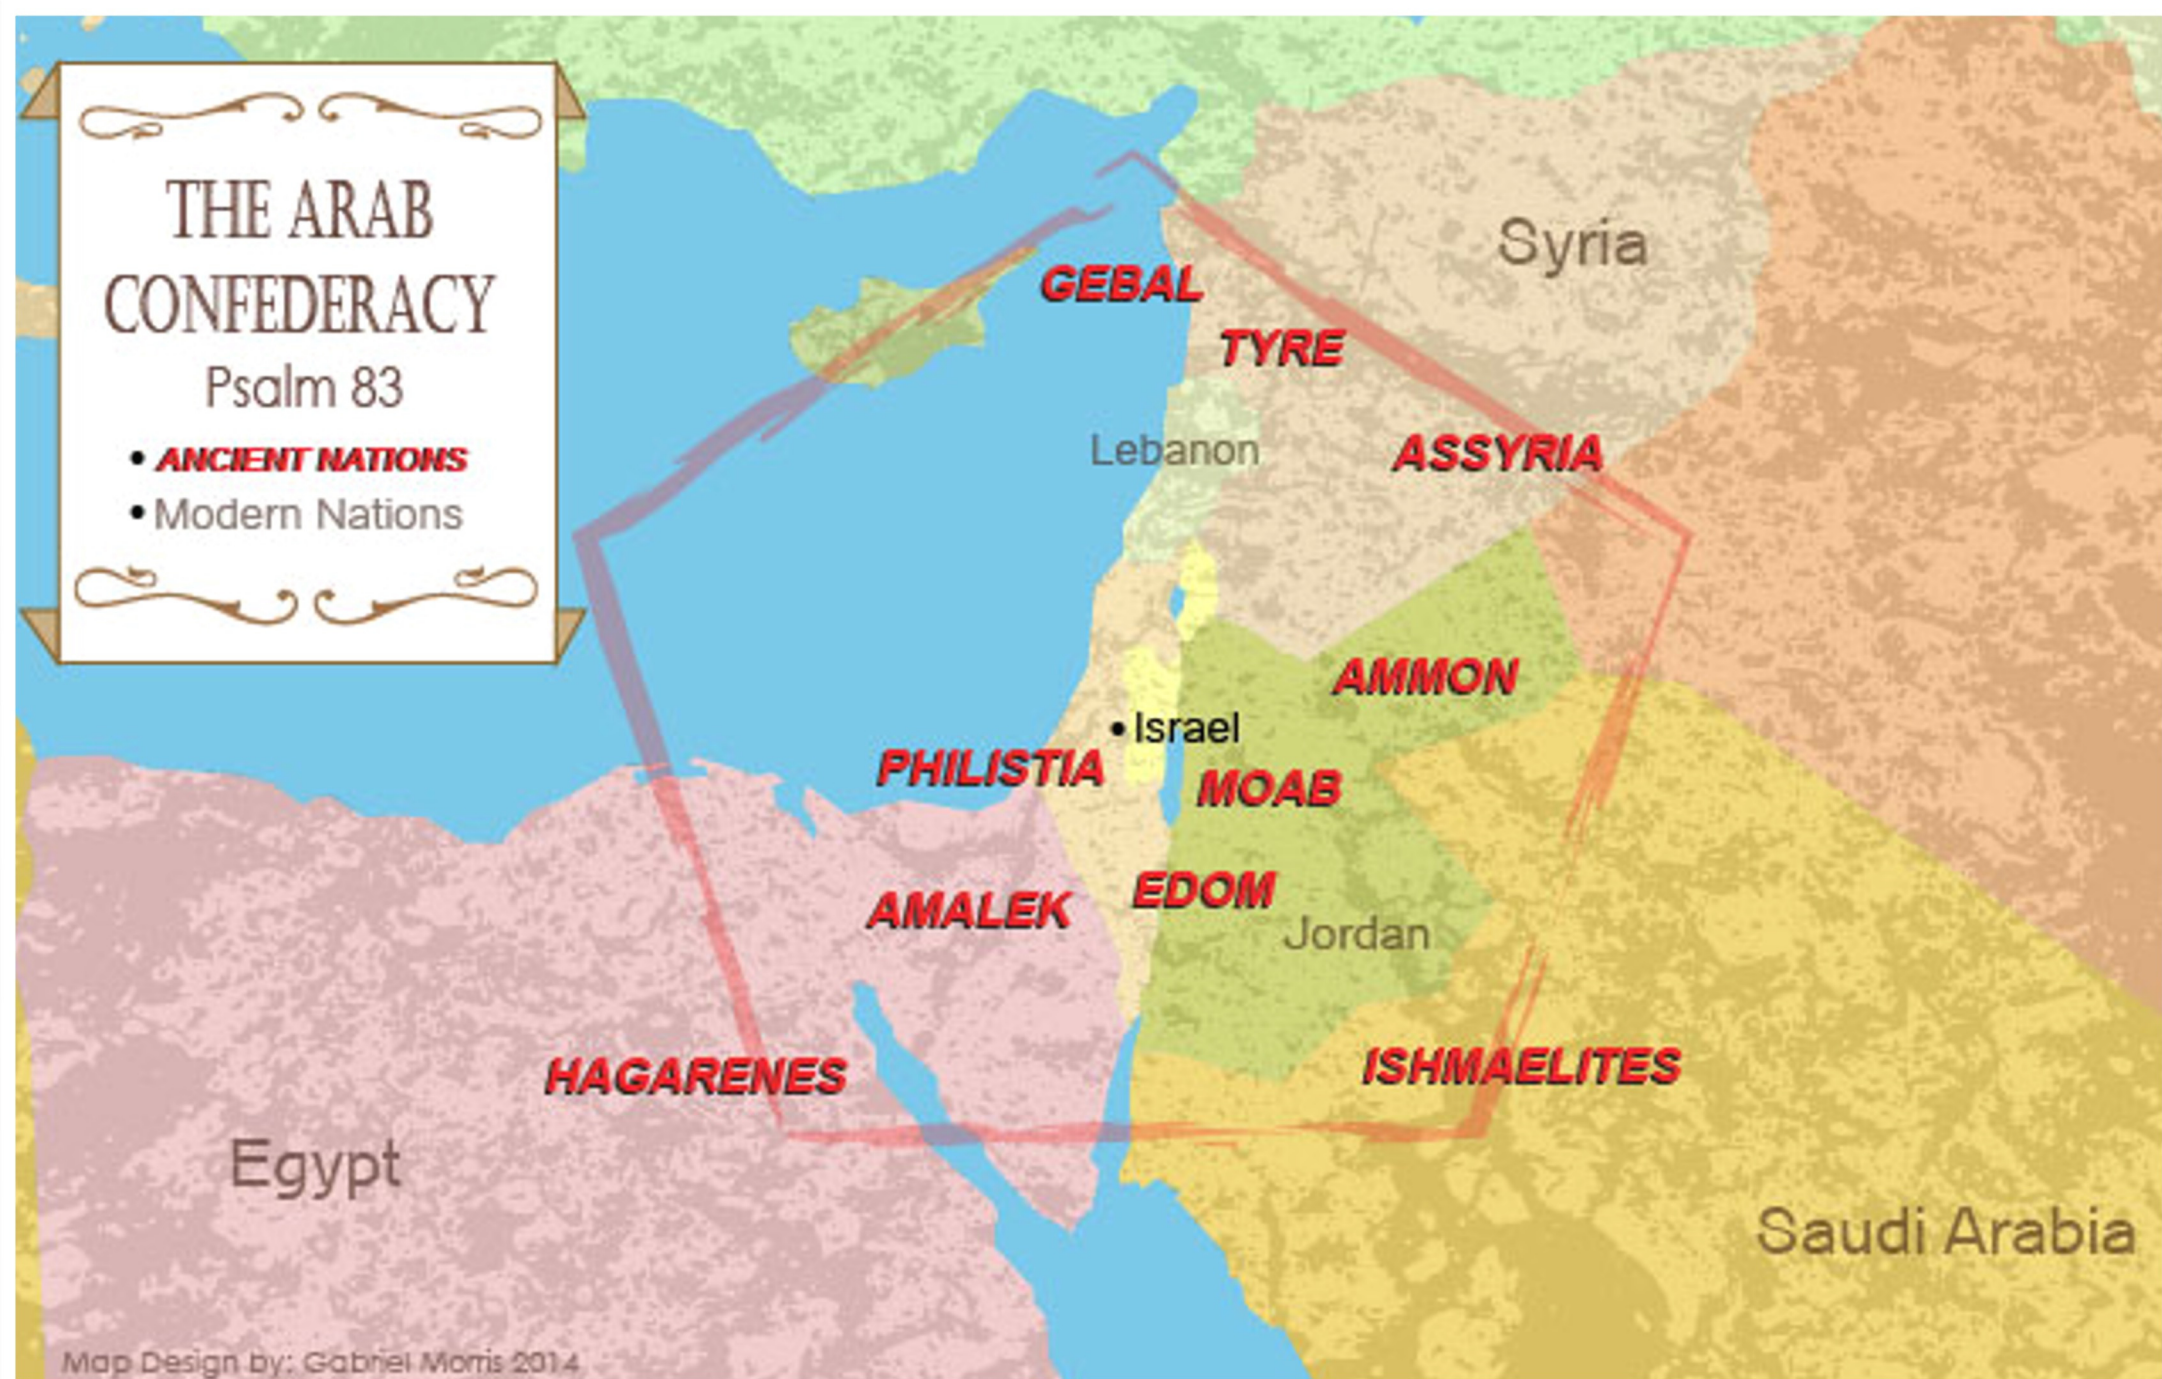 THE ARAB
CONFEDERACY
Psalm 83
• ANCIENT NATIONS
• Modern Nations
Syria
GEBAL
TYRE
Lebanon
ASSYRIA
AMMON
• Israel
PHILISTIA
MOAB
AMALEK
EDOM
Jordan
HAGARENES
ISHMAELITES
Egypt
Saudi Arabia
Map Design by: Gabriel Morris 2014